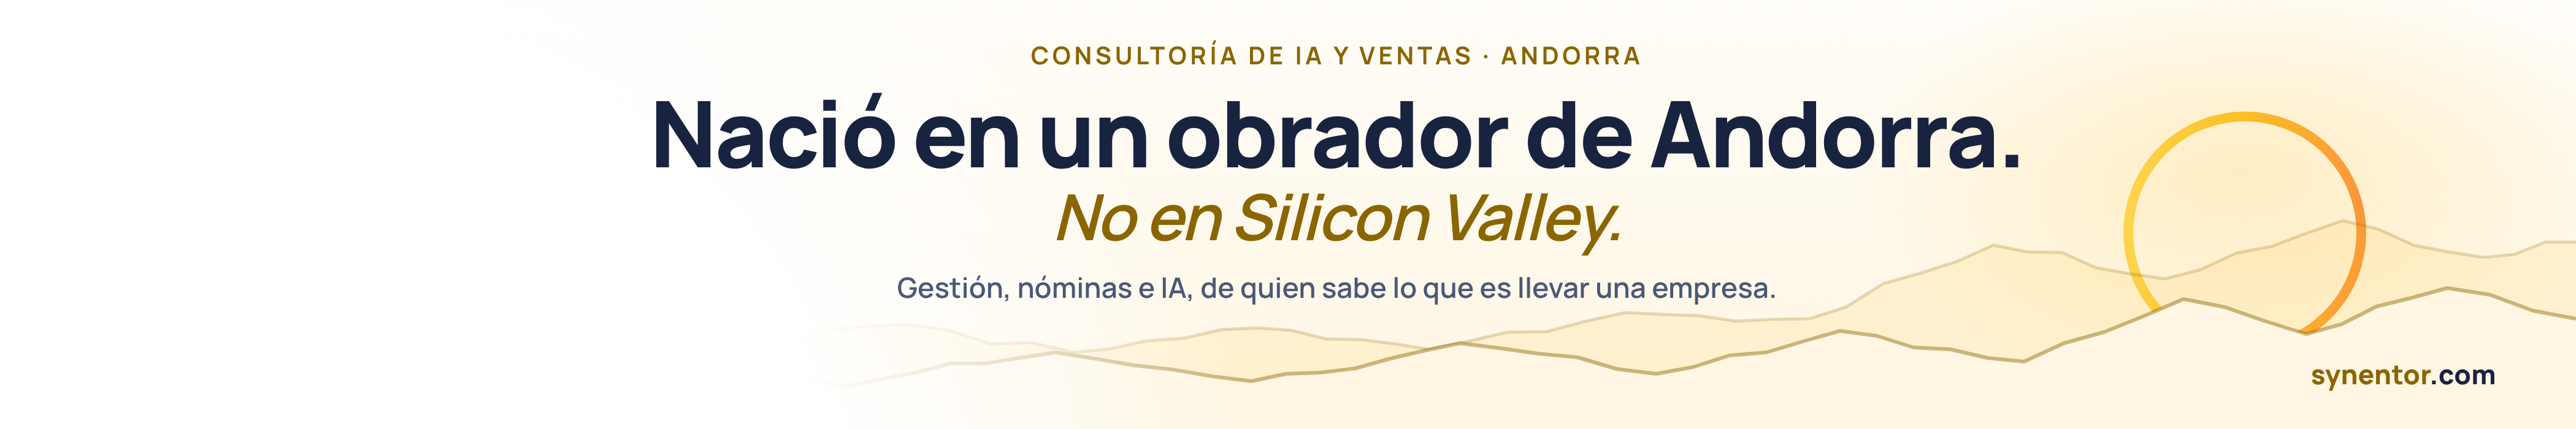 CONSULTORÍA DE IA Y VENTAS · ANDORRA
Nació en un obrador de Andorra.
No en Silicon Valley.
Gestión, nóminas e IA, de quien sabe lo que es llevar una empresa.
synentor.com